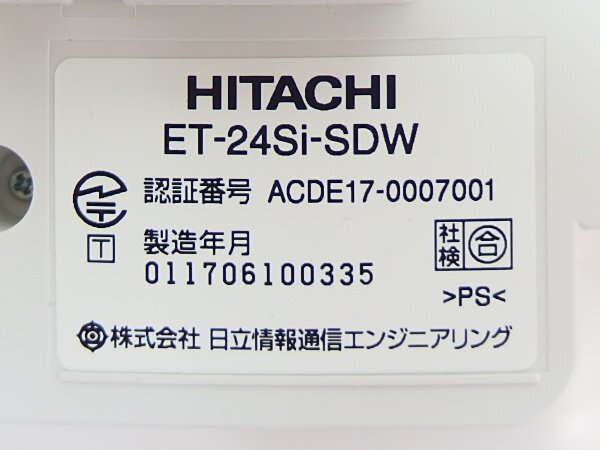 HITACHI
ET-24Si-SDW
認証番号 ACDE17-0007001
T 製造年月
011706100335
社検 合
>PS<
株式会社 日立情報通信エンジニアリング